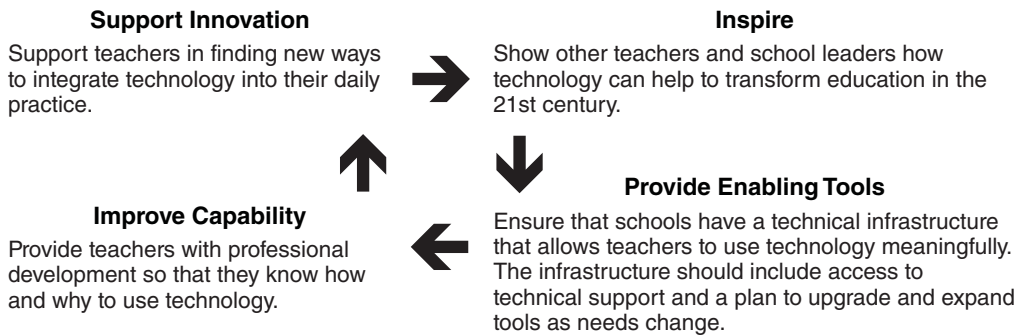 Support Innovation
Support teachers in finding new ways
to integrate technology into their daily
practice.
Inspire
Show other teachers and school leaders how
technology can help to transform education in the
21st century.
Provide Enabling Tools
Ensure that schools have a technical infrastructure
that allows teachers to use technology meaningfully.
The infrastructure should include access to
technical support and a plan to upgrade and expand
tools as needs change.
Improve Capability
Provide teachers with professional
development so that they know how
and why to use technology.